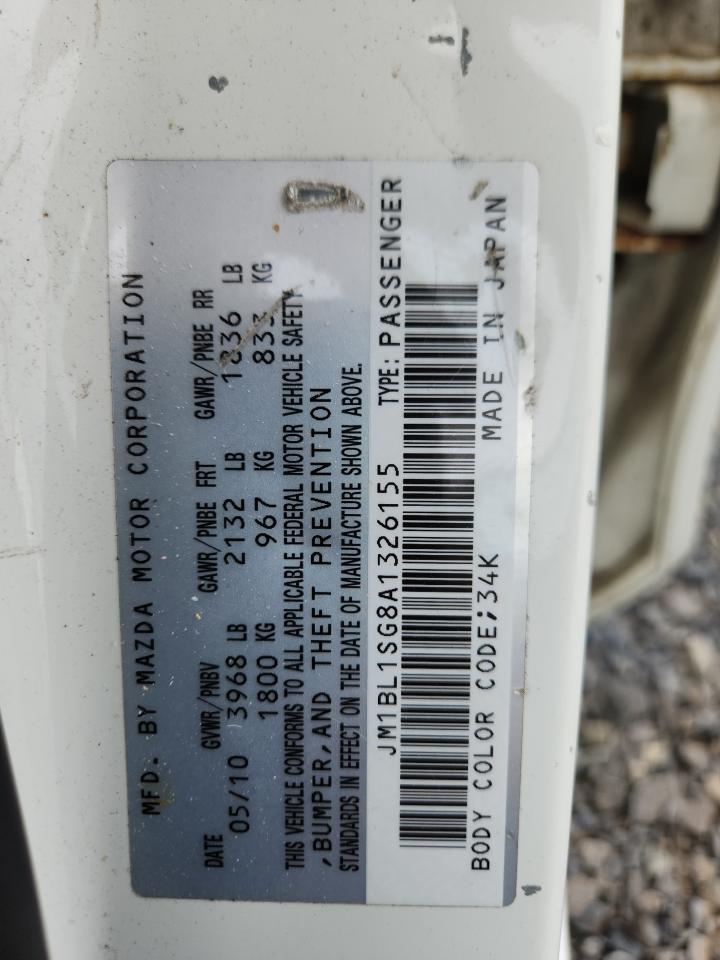 MFD. BY MAZDA MOTOR CORPORATION
DATE GVWR/PNBV GAWR/PNBE FRT GAWR/PNBE RR
05/10 3968 LB 2132 LB 1836 LB
1800 KG 967 KG 833 KG
THIS VEHICLE CONFORMS TO ALL APPLICABLE FEDERAL MOTOR VEHICLE SAFETY
,BUMPER,AND THEFT PREVENTION
STANDARDS IN EFFECT ON THE DATE OF MANUFACTURE SHOWN ABOVE.
JM1BL1SG8A1326155 TYPE: PASSENGER
BODY COLOR CODE;34K MADE IN JAPAN